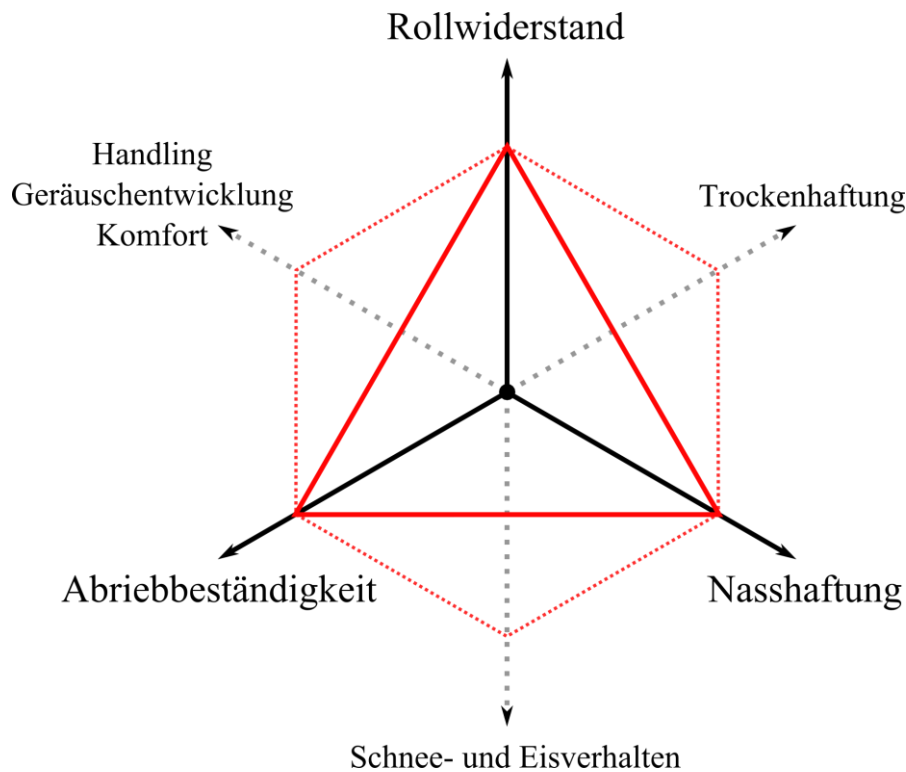 Rollwiderstand
Handling
Geräuschentwicklung
Komfort
Trockenhaftung
Abriebbeständigkeit
Nasshaftung
Schnee- und Eisverhalten